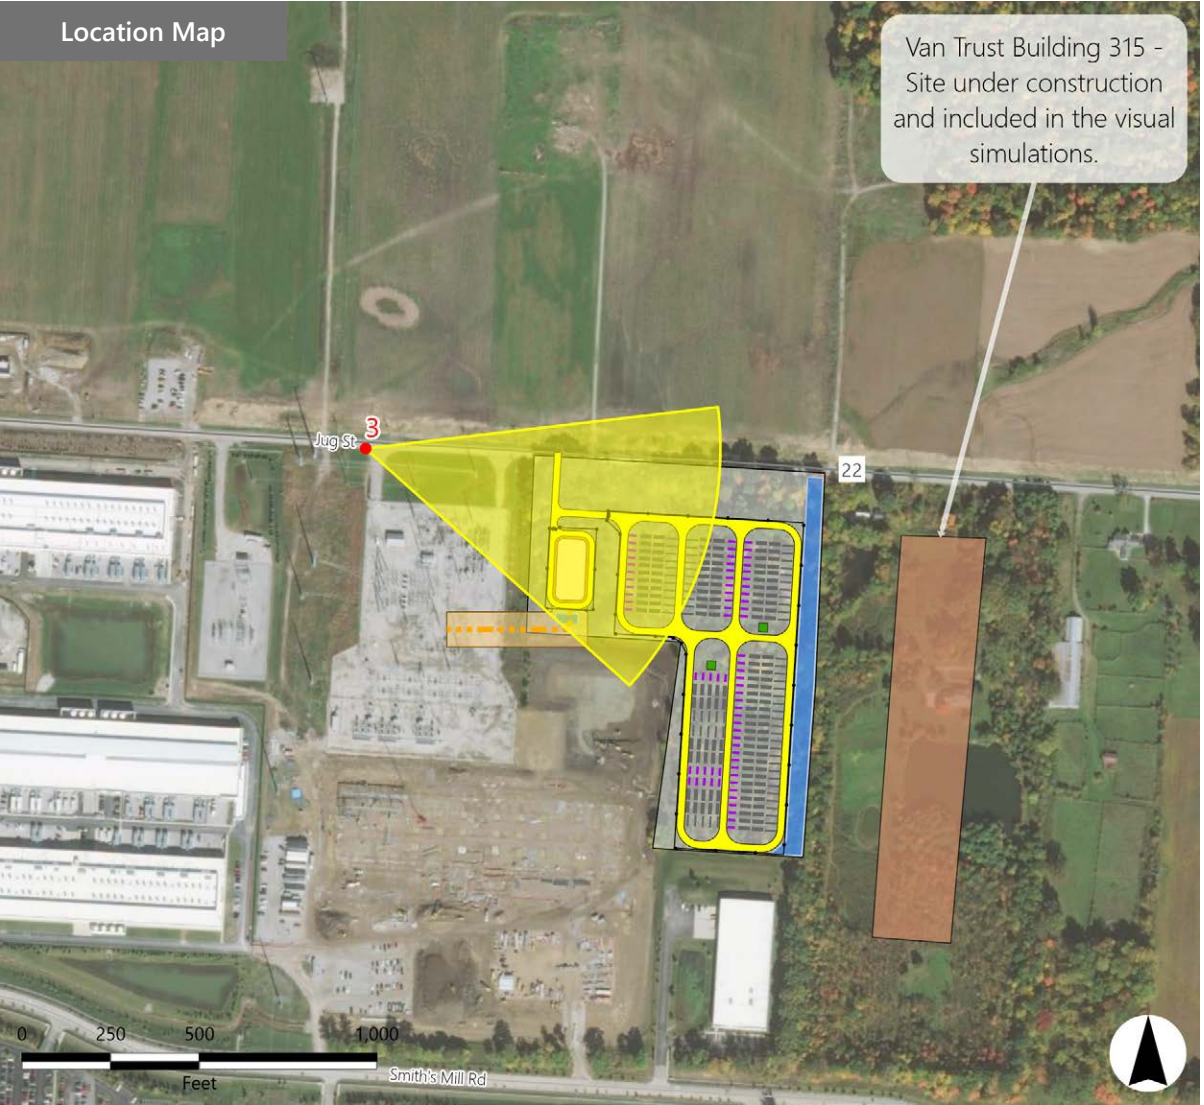 Location Map
Van Trust Building 315 -
Site under construction
and included in the visual
simulations.
3
Jug St
22
0 250 500 1,000
Feet
Smith's Mill Rd